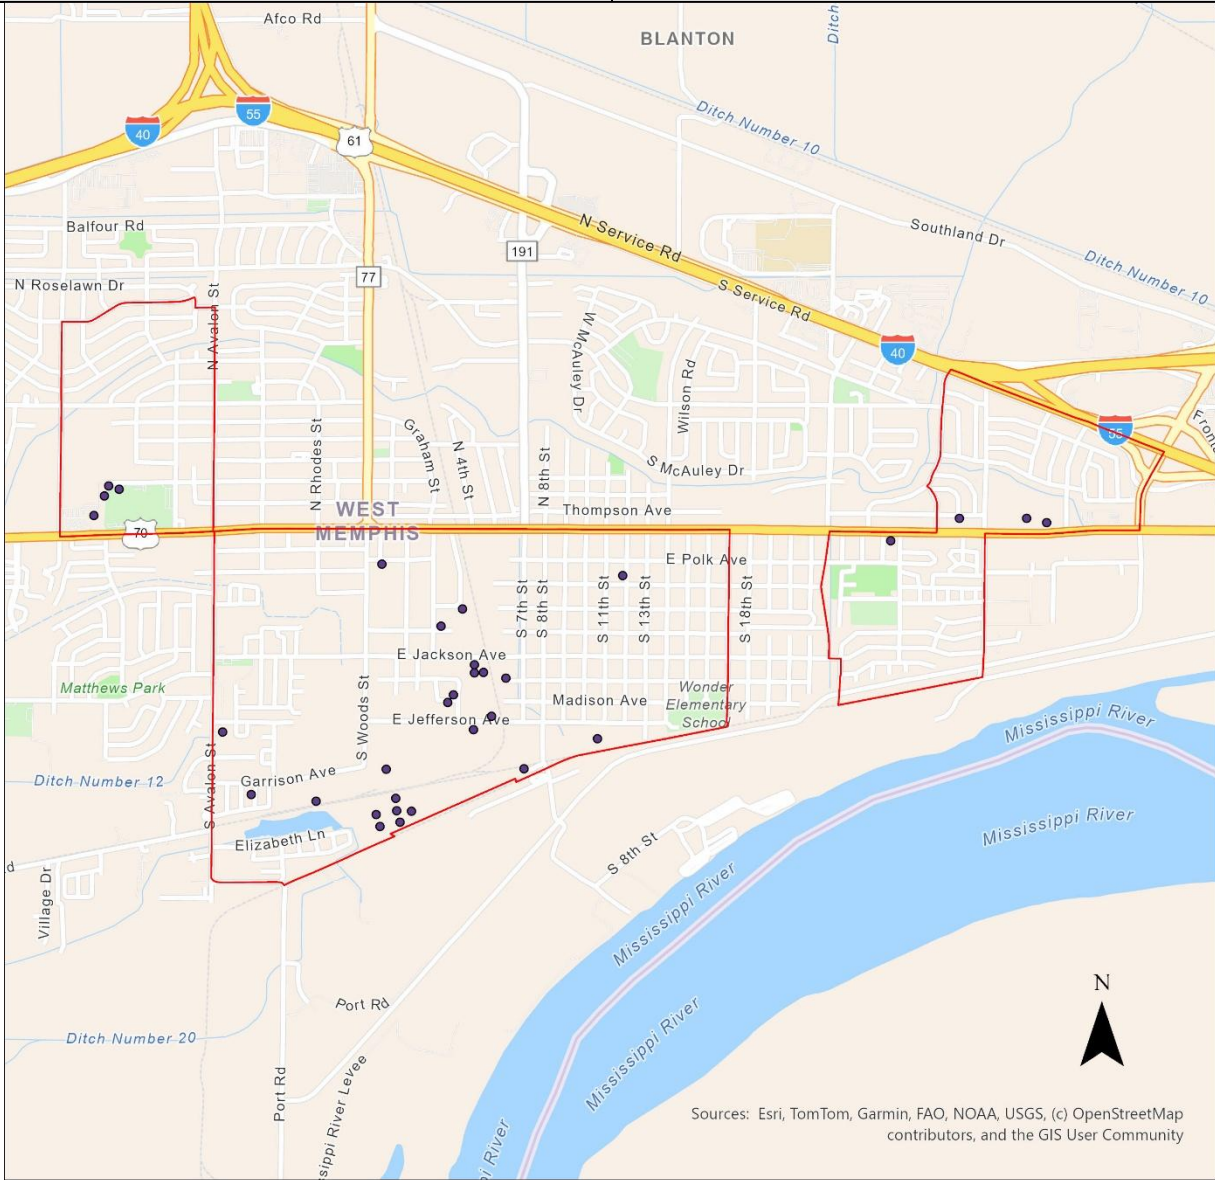 Afco Rd
BLANTON
Ditch
40
55
61
Ditch Number 10
Balfour Rd
N Service Rd
Southland Dr
191
Ditch Number 10
N Roselawn Dr
77
S Service Rd
N Avalon St
W McAuley Dr
40
Wilson Rd
55
N Rhodes St
Graham St
N 4th St
N 8th St
S McAuley Dr
WEST
MEMPHIS
Thompson Ave
70
E Polk Ave
S 7th St
S 8th St
S 11th St
S 13th St
S 18th St
E Jackson Ave
Matthews Park
S Woods St
Madison Ave
Wonder
Elementary
School
E Jefferson Ave
Mississippi River
S Avalon St
Ditch Number 12
Garrison Ave
Mississippi River
Elizabeth Ln
S 8th St
Village Dr
Mississippi River
N
Port Rd
Ditch Number 20
Mississippi River
Port Rd
ssippi River Levee
Sources: Esri, TomTom, Garmin, FAO, NOAA, USGS, (c) OpenStreetMap
contributors, and the GIS User Community
pi River